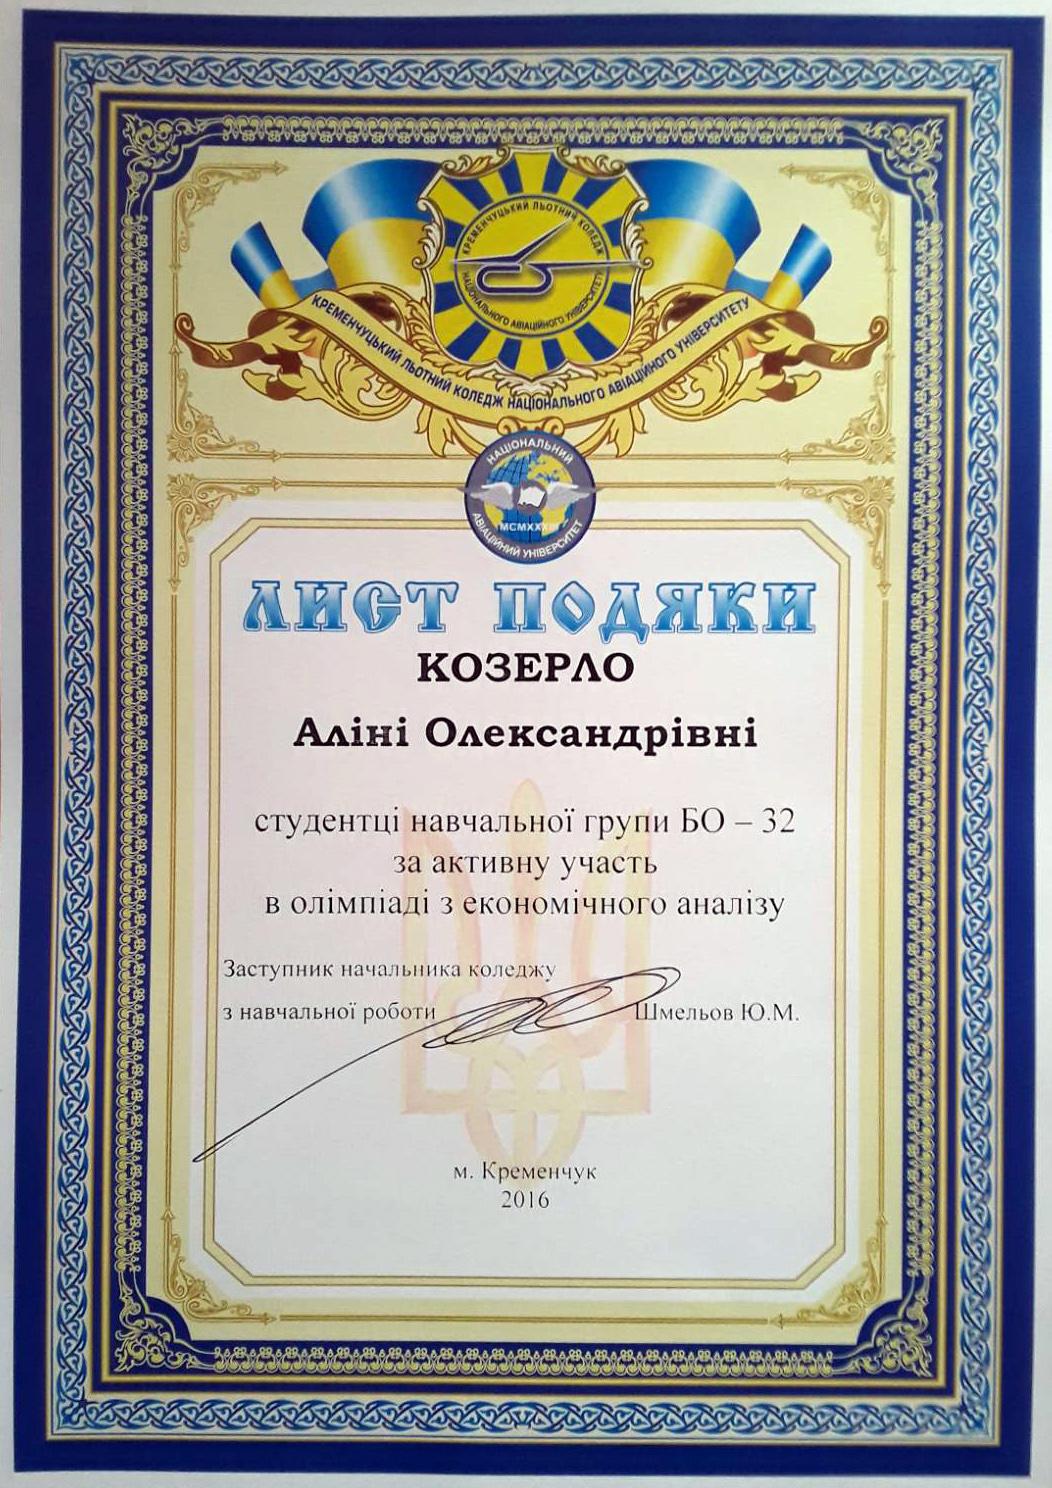 КРЕМЕНЧУЦЬКИЙ ЛЬОТНИЙ КОЛЕДЖ
НАЦІОНАЛЬНОГО АВІАЦІЙНОГО УНІВЕРСИТЕТУ
КРЕМЕНЧУЦЬКИЙ ЛЬОТНИЙ КОЛЕДЖ НАЦІОНАЛЬНОГО АВІАЦІЙНОГО УНІВЕРСИТЕТУ
НАЦІОНАЛЬНИЙ
MCMXXXIII
АВІАЦІЙНИЙ УНІВЕРСИТЕТ
ЛИСТ ПОДЯКИ
КОЗЕРЛО
Аліні Олександрівні
студентці навчальної групи БО – 32
за активну участь
в олімпіаді з економічного аналізу
Заступник начальника коледжу
з навчальної роботи Шмельов Ю.М.
м. Кременчук
2016